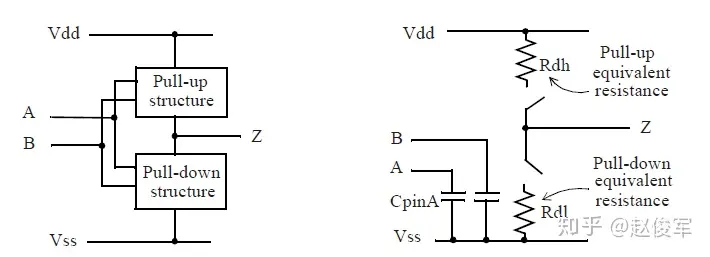 Vdd
Pull-up
structure
A
B
Z
Pull-down
structure
Vss
Vdd
Rdh
Pull-up
equivalent
resistance
B
Z
A
CpinA
Pull-down
equivalent
resistance
Rdl
Vss
知乎 @赵俊军